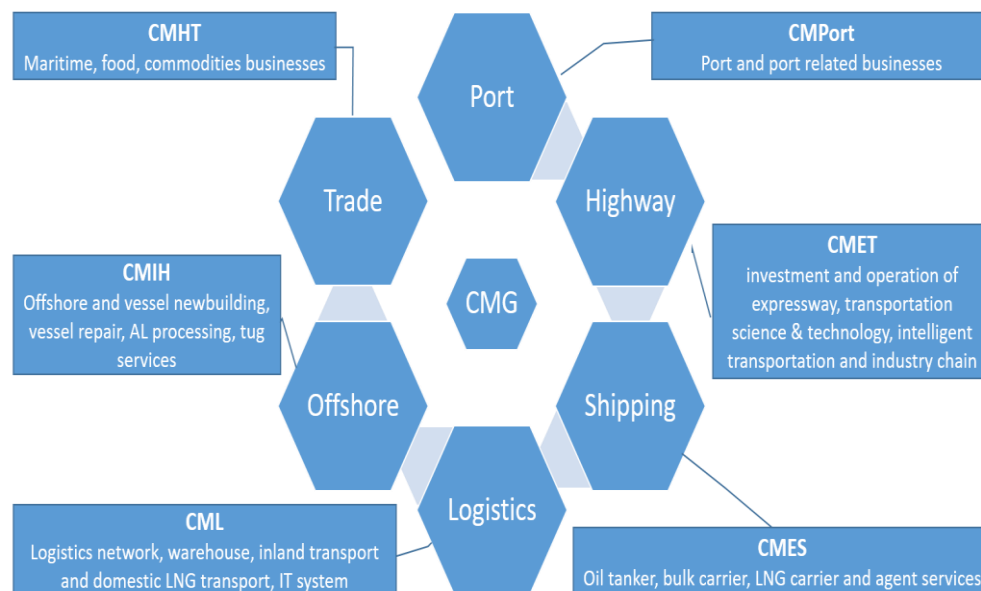 CMHT
Maritime, food, commodities businesses
CMPort
Port and port related businesses
Port
Trade
Highway
CMIH
Offshore and vessel newbuilding,
vessel repair, AL processing, tug
services
CMG
CMET
investment and operation of
expressway, transportation
science & technology, intelligent
transportation and industry chain
Offshore
Shipping
Logistics
CML
Logistics network, warehouse, inland transport
and domestic LNG transport, IT system
CMES
Oil tanker, bulk carrier, LNG carrier and agent services